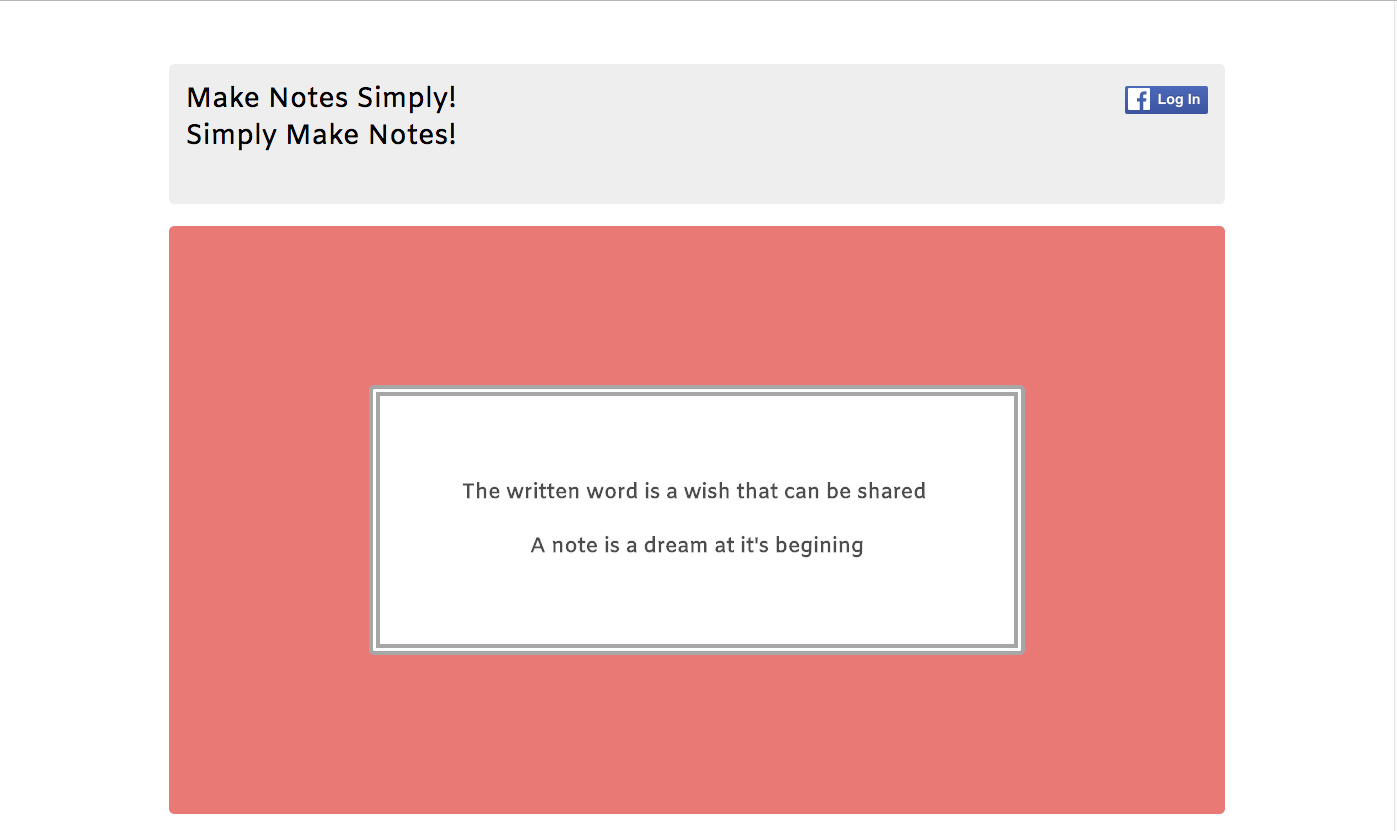 Make Notes Simply!
Simply Make Notes!
Log In
The written word is a wish that can be shared
A note is a dream at it's begining